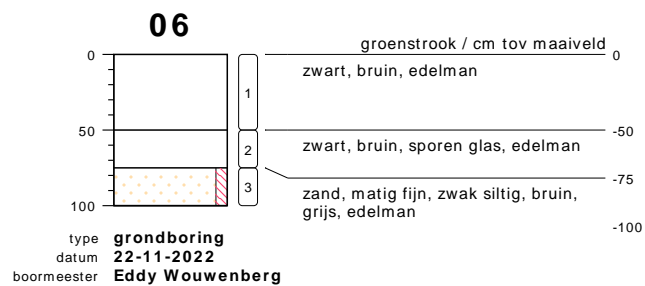 06
groenstrook / cm tov maaiveld
0
0
zwart, bruin, edelman
1
50
-50
zwart, bruin, sporen glas, edelman
2
-75
3
zand, matig fijn, zwak siltig, bruin,
grijs, edelman
100
-100
type grondboring
datum 22-11-2022
boormeester Eddy Wouwenberg